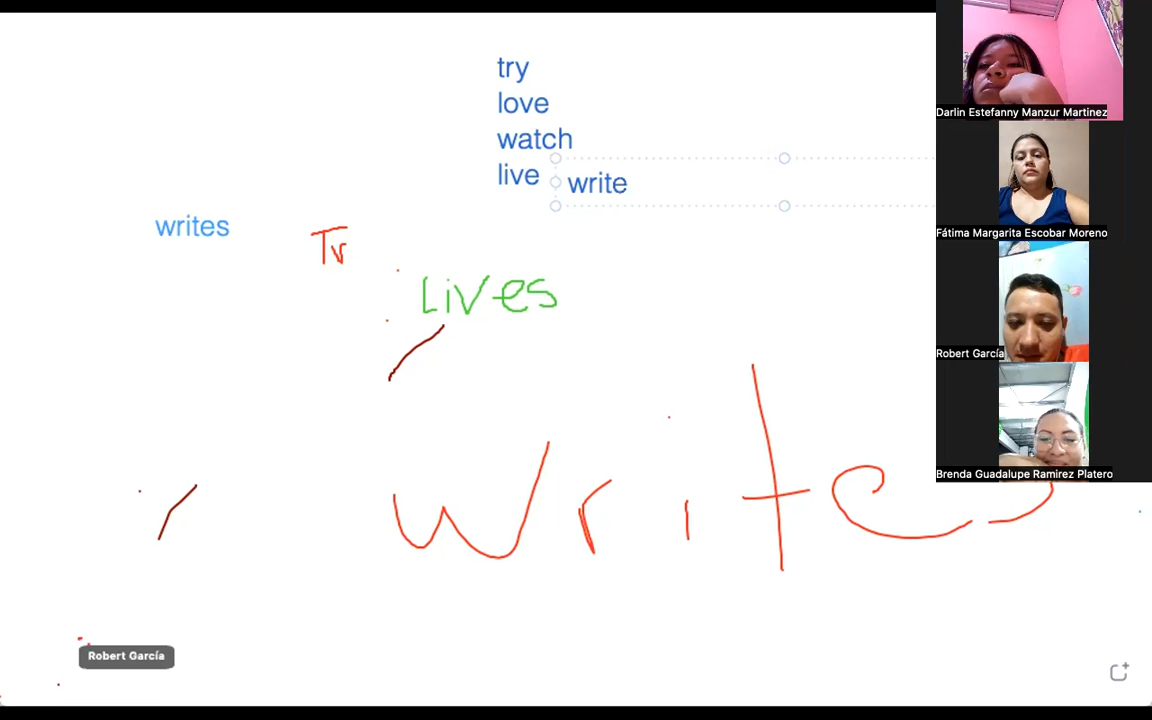 try
love
watch
live
write
writes
Tr
Lives
writes
Robert García
Darlin Estefanny Manzur Martinez
Fátima Margarita Escobar Moreno
Robert García
Brenda Guadalupe Ramirez Platero